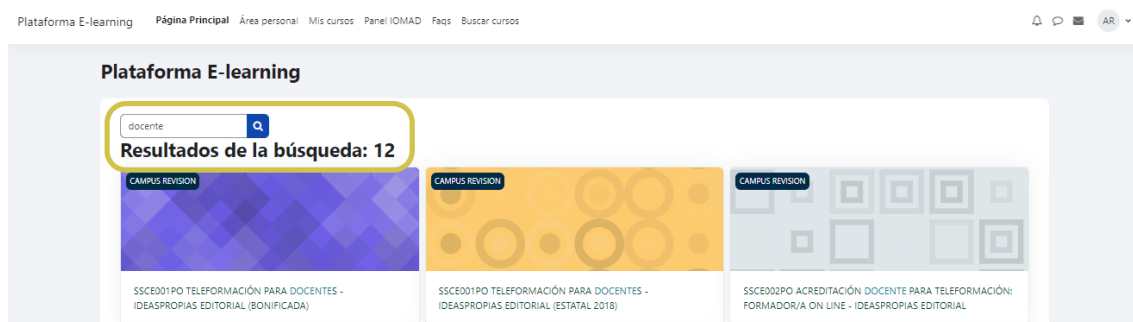 Plataforma E-learning Página Principal Área personal Mis cursos Panel IOMAD Faqs Buscar cursos AR
Plataforma E-learning
docente
Resultados de la búsqueda: 12
CAMPUS REVISION CAMPUS REVISION CAMPUS REVISION
SSCE001PO TELEFORMACIÓN PARA DOCENTES -
IDEASPROPIAS EDITORIAL (BONIFICADA)
SSCE001PO TELEFORMACIÓN PARA DOCENTES -
IDEASPROPIAS EDITORIAL (ESTATAL 2018)
SSCE002PO ACREDITACIÓN DOCENTE PARA TELEFORMACIÓN:
FORMADOR/A ON LINE - IDEASPROPIAS EDITORIAL